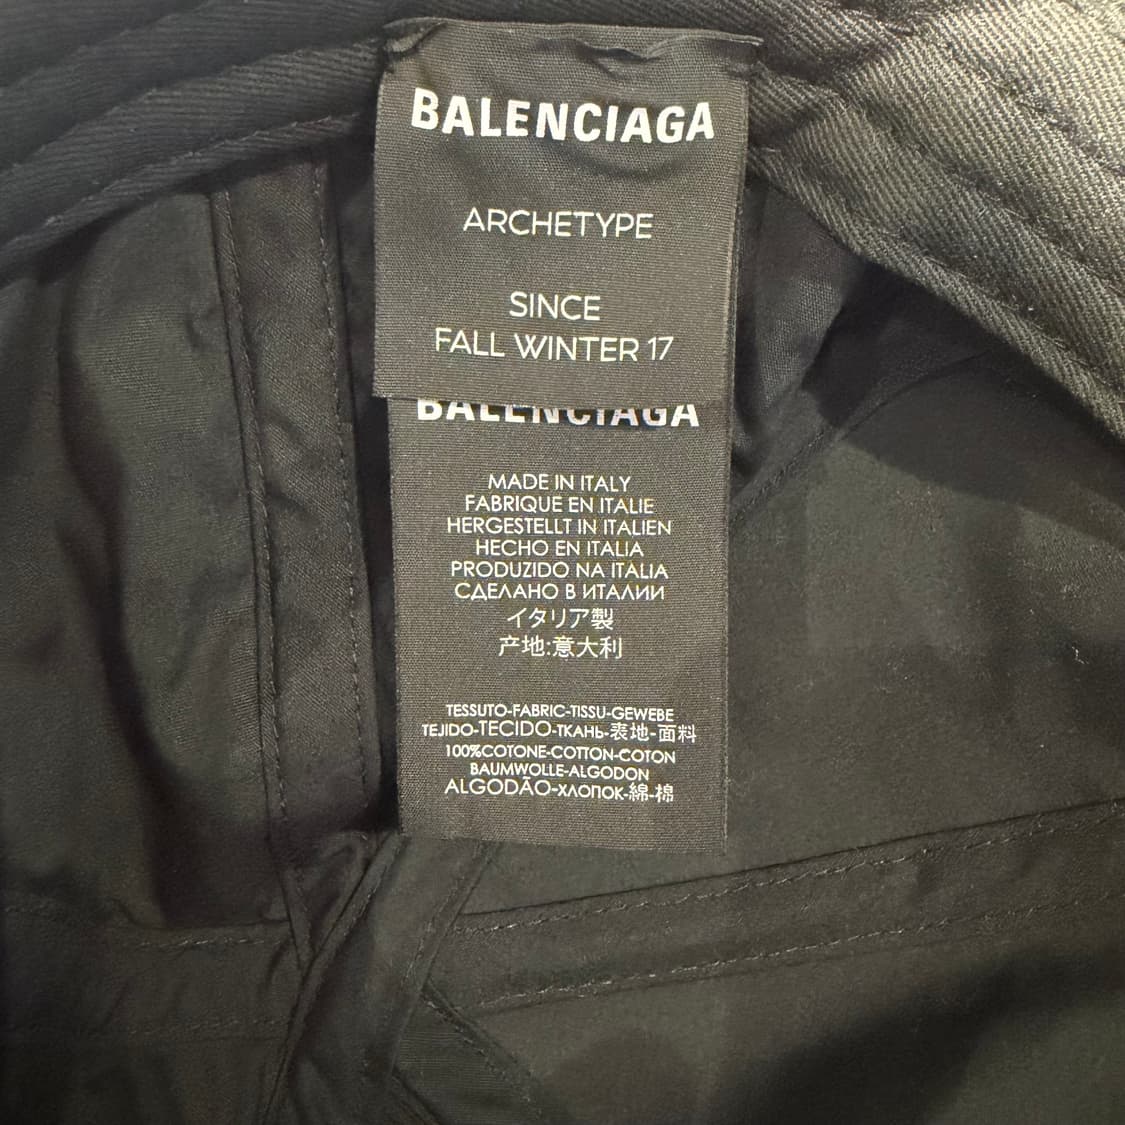 BALENCIAGA
ARCHETYPE
SINCE
FALL WINTER 17
BALENCIAGA
MADE IN ITALY
FABRIQUE EN ITALIE
HERGESTELLT IN ITALIEN
HECHO EN ITALIA
PRODUZIDO NA ITALIA
СДЕЛАНО В ИТАЛИИ
イタリア製
产地:意大利
TESSUTO-FABRIC-TISSU-GEWEBE
TEJIDO-TECIDO-ТКАНЬ-表地-面料
100%COTONE-COTTON-COTON
BAUMWOLLE-ALGODON
ALGODÃO-ХЛОПОК-綿-棉